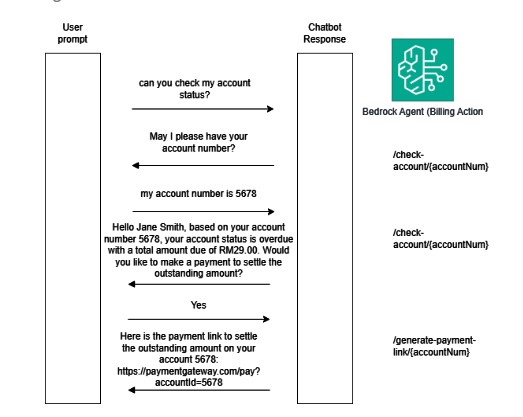 User
prompt
Chatbot
Response
can you check my account
status?
Bedrock Agent (Billing Action
May I please have your
account number?
/check-
account/{accountNum}
my account number is 5678
Hello Jane Smith, based on your account
number 5678, your account status is overdue
with a total amount due of RM29.00. Would
you like to make a payment to settle the
outstanding amount?
/check-
account/{accountNum}
Yes
Here is the payment link to settle
the outstanding amount on your
account 5678:
https://paymentgateway.com/pay?
accountId=5678
/generate-payment-
link/{accountNum}